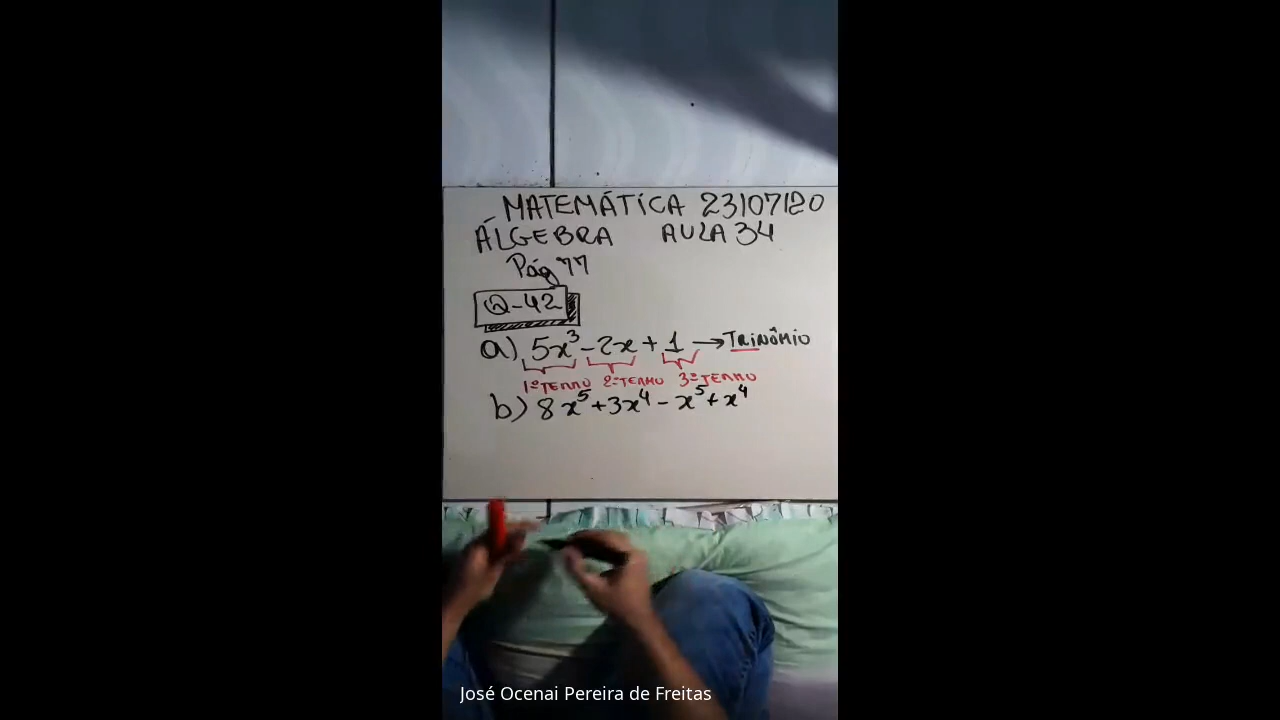 MATEMÁTICA 23/07/20
ÁLGEBRA AULA 34
Pág 77
Q-42
a) 5x³ - 2x + 1 → TRINÔMIO
1º TERMO 2º TERMO 3º TERMO
b) 8x⁵ + 3x⁴ - x⁵ + x⁴
José Ocenai Pereira de Freitas